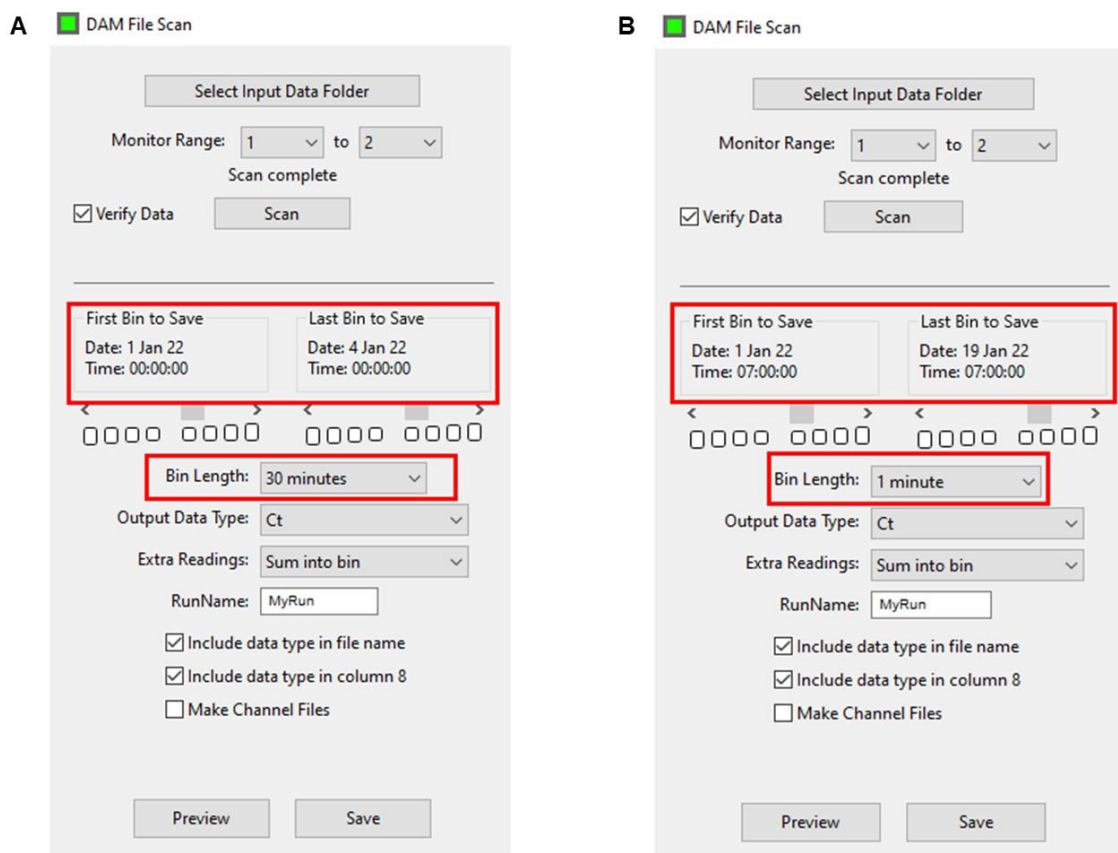 A
DAM File Scan
Select Input Data Folder
Monitor Range: 1 to 2
Scan complete
Verify Data Scan
First Bin to Save Last Bin to Save
Date: 1 Jan 22 Date: 4 Jan 22
Time: 00:00:00 Time: 00:00:00
Bin Length: 30 minutes
Output Data Type: Ct
Extra Readings: Sum into bin
RunName: MyRun
Include data type in file name
Include data type in column 8
Make Channel Files
Preview Save
B
DAM File Scan
Select Input Data Folder
Monitor Range: 1 to 2
Scan complete
Verify Data Scan
First Bin to Save Last Bin to Save
Date: 1 Jan 22 Date: 19 Jan 22
Time: 07:00:00 Time: 07:00:00
Bin Length: 1 minute
Output Data Type: Ct
Extra Readings: Sum into bin
RunName: MyRun
Include data type in file name
Include data type in column 8
Make Channel Files
Preview Save